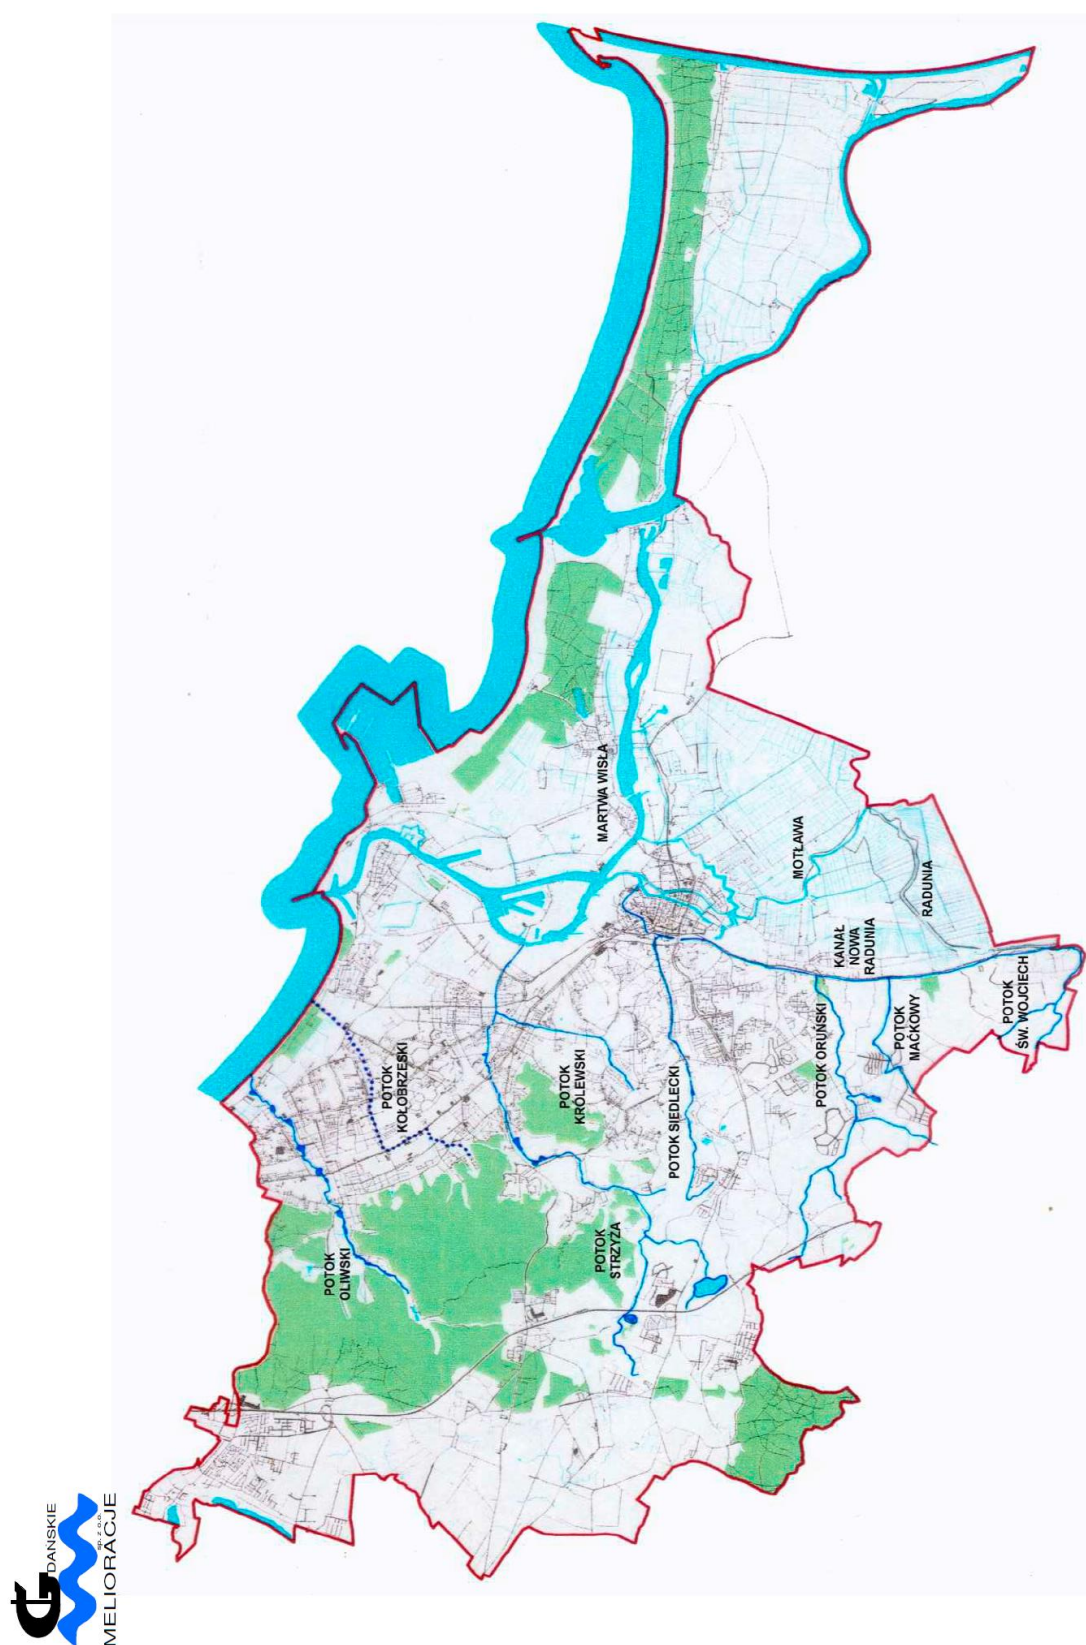 GDAŃSKIE
sp. z o.o.
MELIORACJE
POTOK
OLIWSKI
POTOK
KOŁOBRZESKI
POTOK
KRÓLEWSKI
POTOK
STRZYŻA
MARTWA WISŁA
POTOK SIEDLECKI
MOTŁAWA
POTOK ORUŃSKI
KANAŁ
NOWA
RADUNIA
POTOK
MAĆKOWY
RADUNIA
POTOK
ŚW. WOJCIECH